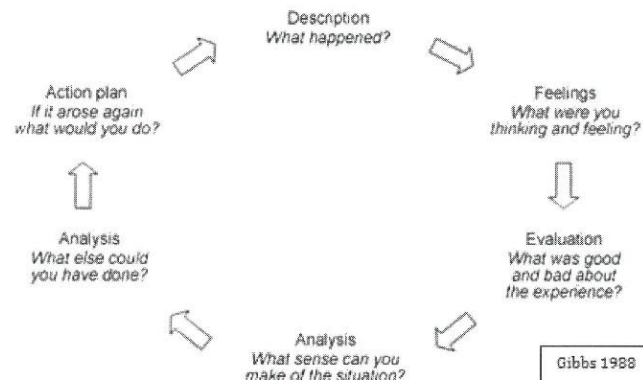 Description
What happened?
Feelings
What were you
thinking and feeling?
Evaluation
What was good
and bad about
the experience?
Analysis
What sense can you
make of the situation?
Analysis
What else could
you have done?
Action plan
If it arose again
what would you do?
Gibbs 1988